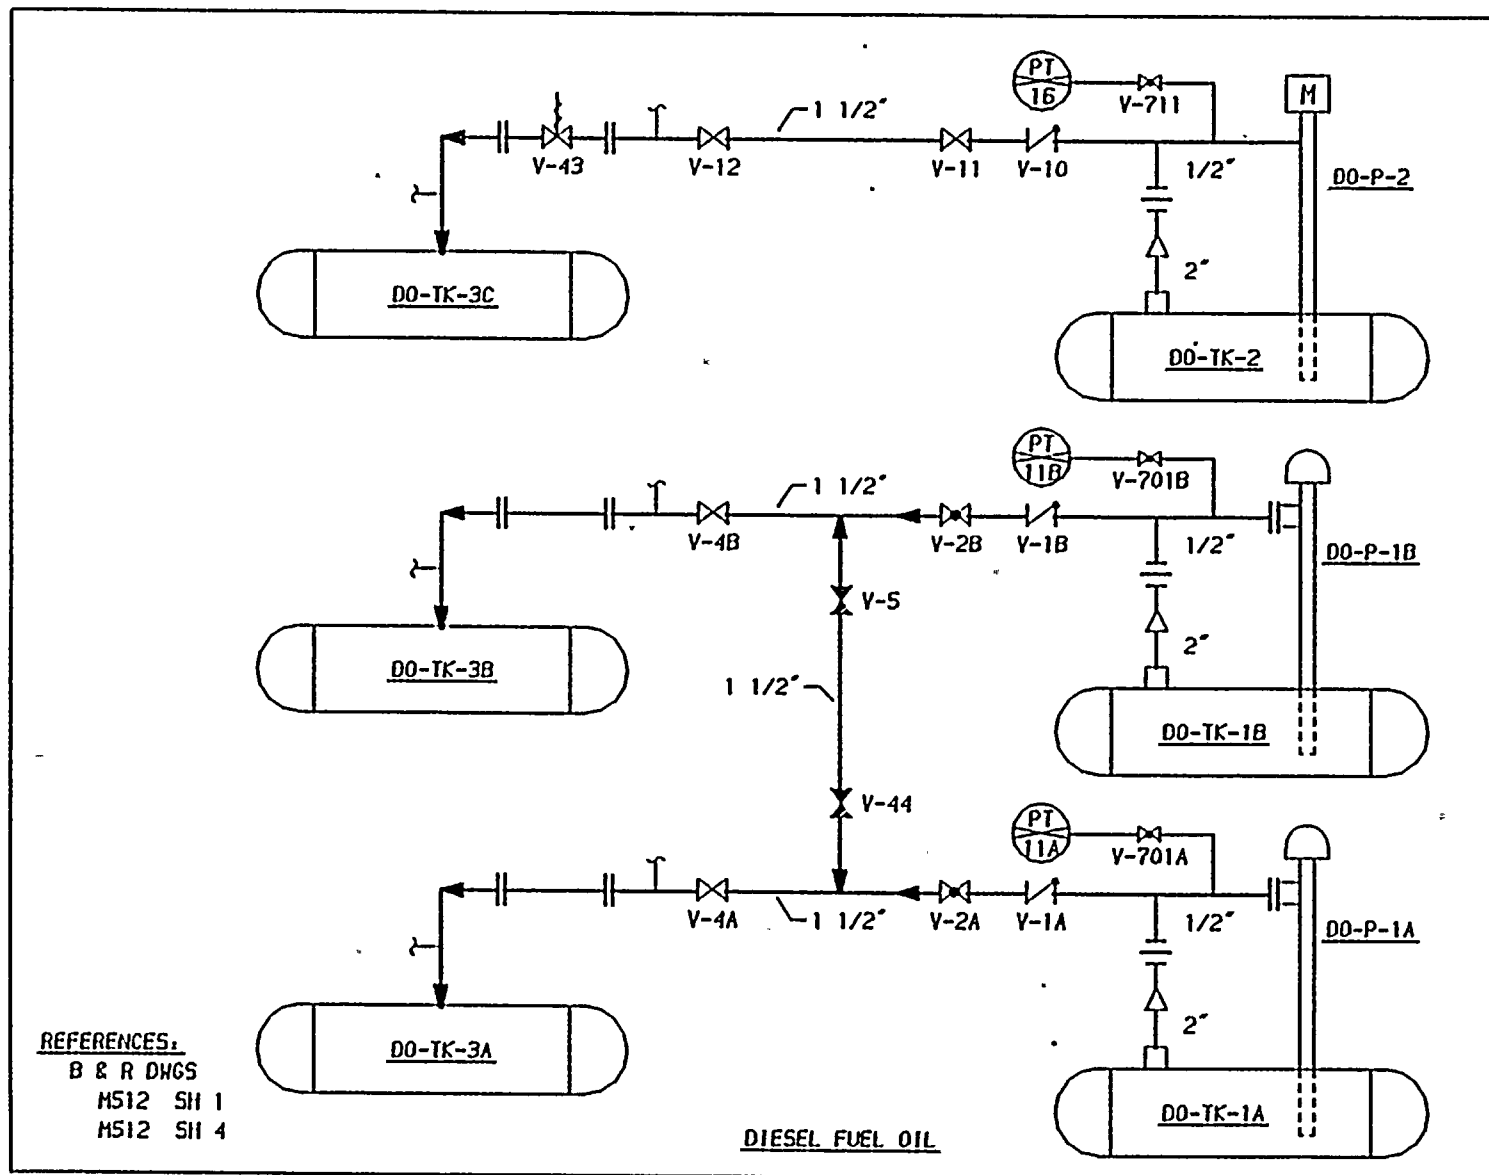 PT
16
V-711
M
1 1/2"
V-43
V-12
V-11
V-10
1/2"
DO-P-2
2"
DO-TK-3C
DO-TK-2
PT
11B
V-701B
1 1/2"
V-4B
V-2B
V-1B
1/2"
DO-P-1B
V-5
2"
DO-TK-3B
1 1/2"
DO-TK-1B
V-44
PT
11A
V-701A
V-4A
1 1/2"
V-2A
V-1A
1/2"
DO-P-1A
2"
REFERENCES:
B & R DWGS
M512 SH 1
M512 SH 4
DO-TK-3A
DO-TK-1A
DIESEL FUEL OIL